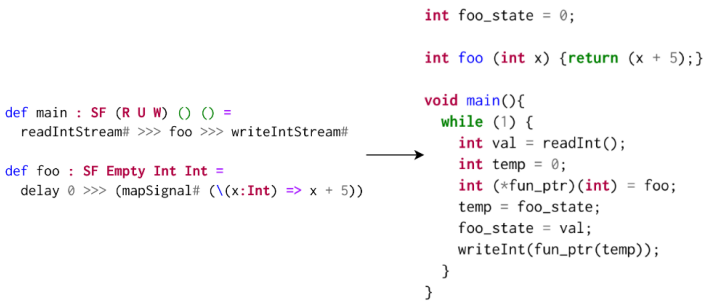 def main : SF (R U W) () () =
  readIntStream# >>> foo >>> writeIntStream#
def foo : SF Empty Int Int =
  delay 0 >>> (mapSignal# (\(x:Int) => x + 5))
int foo_state = 0;
int foo (int x) {return (x + 5);}
void main(){
  while (1) {
    int val = readInt();
    int temp = 0;
    int (*fun_ptr)(int) = foo;
    temp = foo_state;
    foo_state = val;
    writeInt(fun_ptr(temp));
  }
}